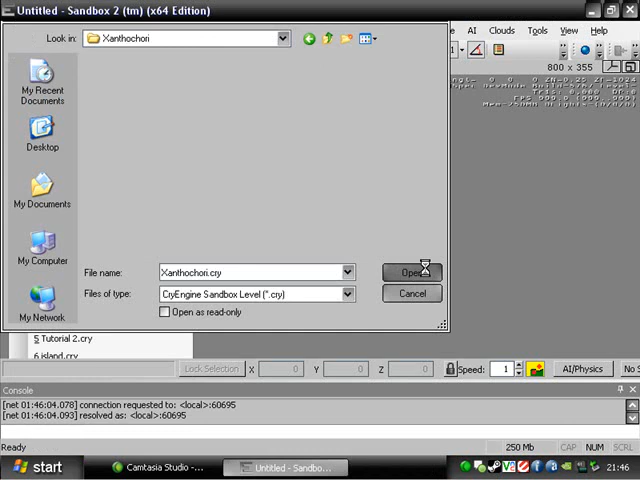 Untitled - Sandbox 2 (tm) (x64 Edition)
Look in: Xanthochori
AI Clouds Tools View Help
1
800 x 355
My Recent
Documents
Desktop
My Documents
My Computer
My Network
File name: Xanthochori.cry
Open
Files of type: CryEngine Sandbox Level (*.cry)
Cancel
Open as read-only
5 Tutorial 2.cry
6 island.cry
Lock Selection X 0 Y 0 Z 0 Speed: 1 AI/Physics No S
Console
[net 01:46:04.078] connection requested to: <local>:60695
[net 01:46:04.093] resolved as: <local>:60695
Ready 250 Mb CAP NUM SCRL
start Camtasia Studio -... Untitled - Sandbo... 21:46